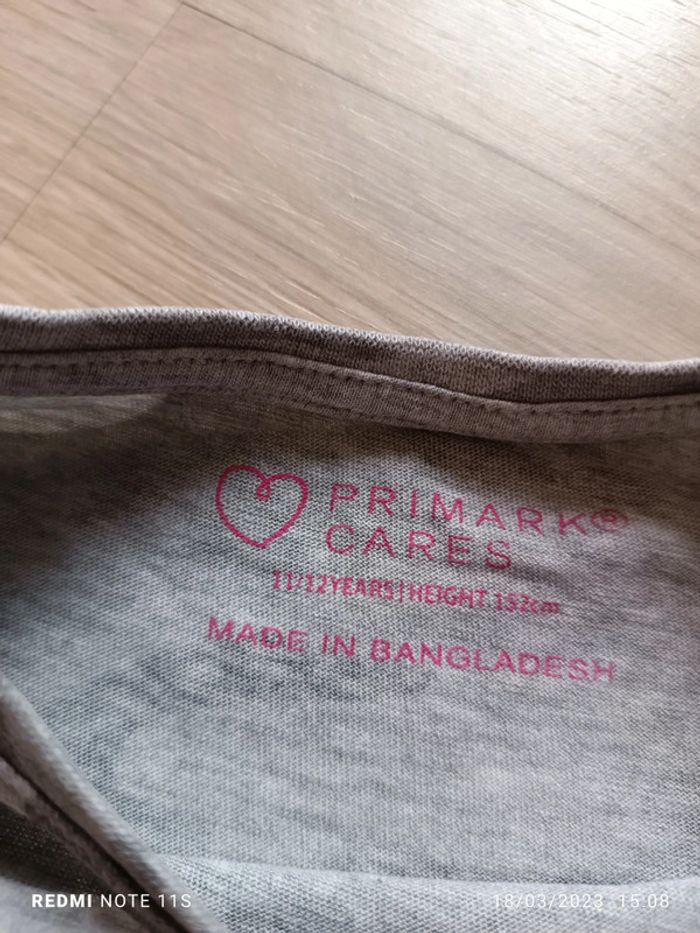 PRIMARK®
CARES
11/12YEARS|HEIGHT 152cm
MADE IN BANGLADESH
REDMI NOTE 11S
18/03/2023 15:08